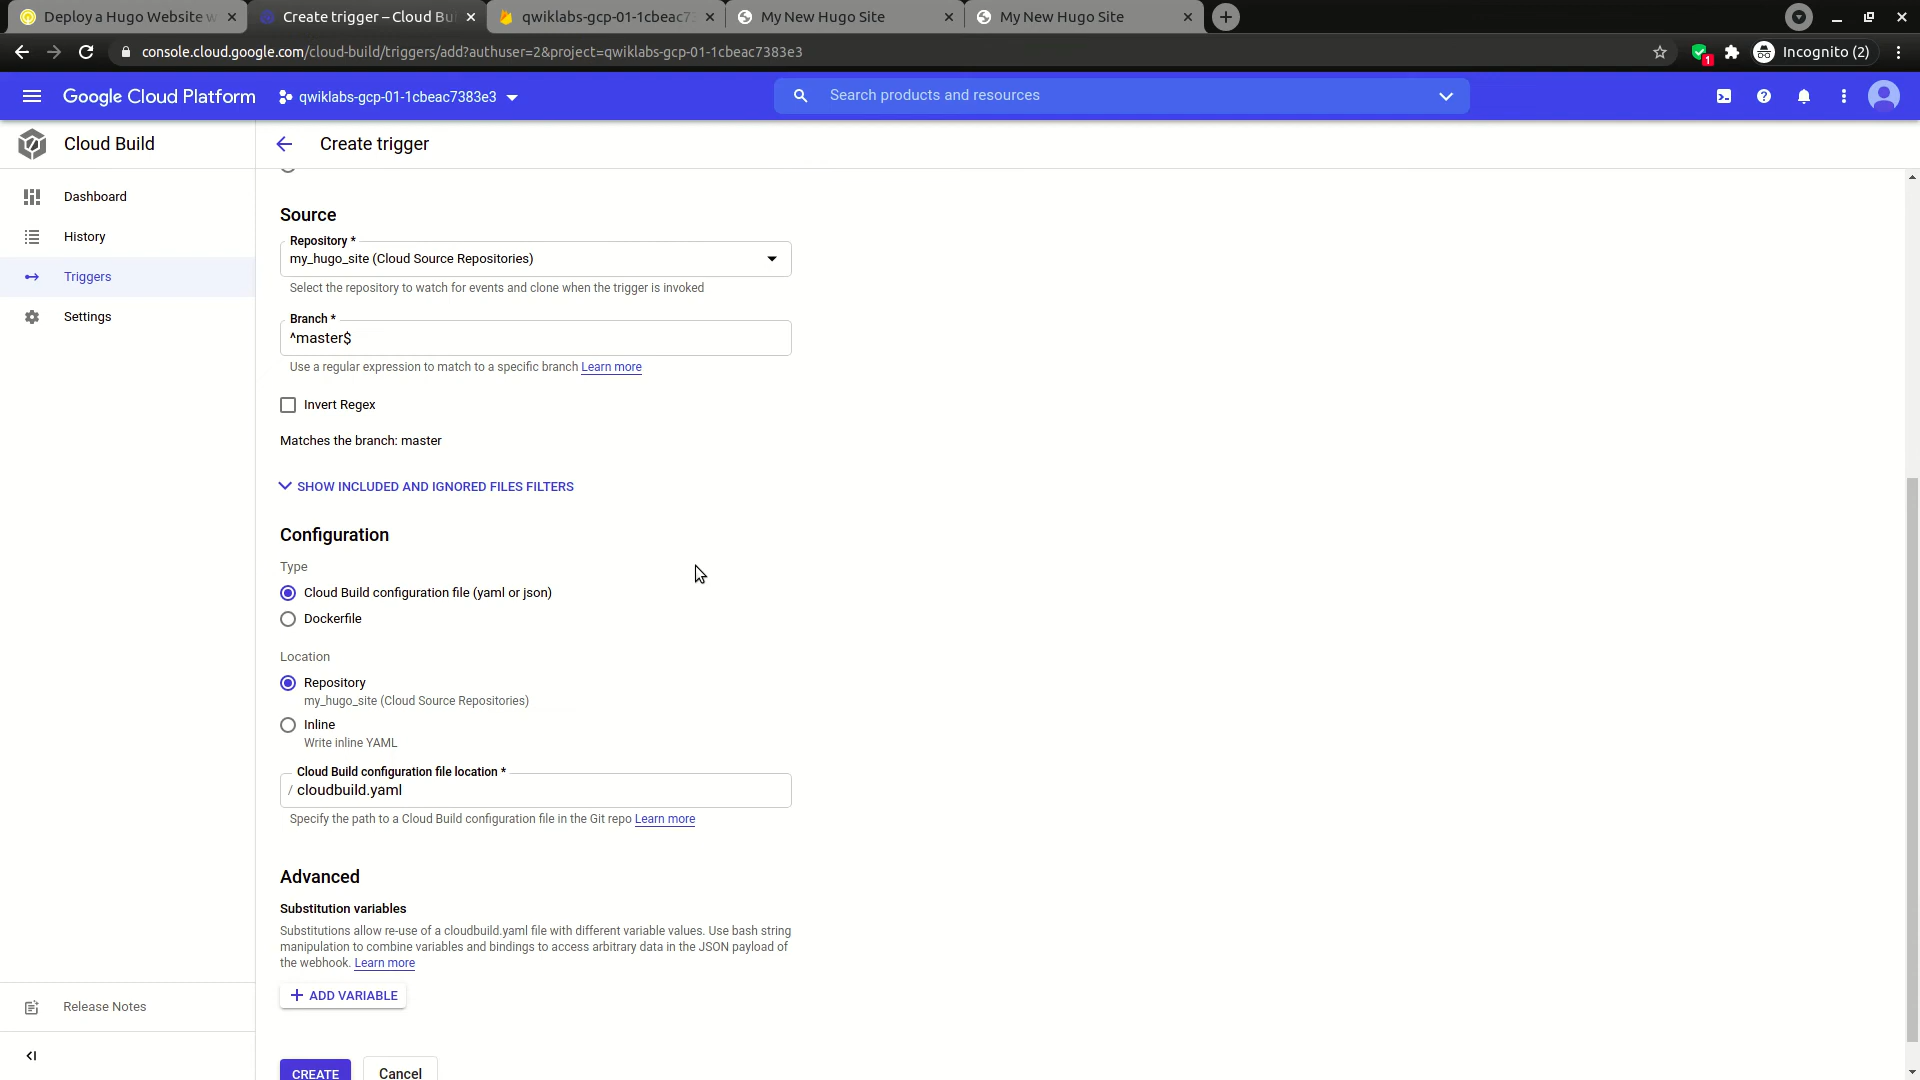 Deploy a Hugo Website w
Create trigger – Cloud Bu
qwiklabs-gcp-01-1cbeac73
My New Hugo Site
My New Hugo Site
console.cloud.google.com/cloud-build/triggers/add?authuser=2&project=qwiklabs-gcp-01-1cbeac7383e3
1
Incognito (2)
Google Cloud Platform
qwiklabs-gcp-01-1cbeac7383e3
Search products and resources
Cloud Build
Create trigger
Dashboard
History
Triggers
Settings
Release Notes
Source
Repository *
my_hugo_site (Cloud Source Repositories)
Select the repository to watch for events and clone when the trigger is invoked
Branch *
^master$
Use a regular expression to match to a specific branch Learn more
Invert Regex
Matches the branch: master
SHOW INCLUDED AND IGNORED FILES FILTERS
Configuration
Type
Cloud Build configuration file (yaml or json)
Dockerfile
Location
Repository
my_hugo_site (Cloud Source Repositories)
Inline
Write inline YAML
Cloud Build configuration file location *
/ cloudbuild.yaml
Specify the path to a Cloud Build configuration file in the Git repo Learn more
Advanced
Substitution variables
Substitutions allow re-use of a cloudbuild.yaml file with different variable values. Use bash string
manipulation to combine variables and bindings to access arbitrary data in the JSON payload of
the webhook. Learn more
ADD VARIABLE
CREATE
Cancel